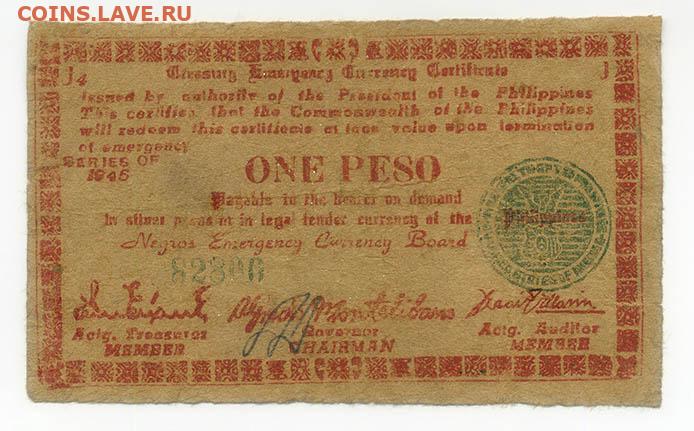 COINS.LAVE.RU
J4 Treasury Emergency Currency Certificate J
Issued by authority of the President of the Philippines
This certifies that the Commonwealth of the Philippines
will redeem this certificate at face value upon termination
of emergency
SERIES OF
1945
ONE PESO
Payable to the bearer on demand
In silver pesos or in legal tender currency of the Philippines
Negros Emergency Currency Board
82306
Actg. Treasurer Governor Actg. Auditor
MEMBER CHAIRMAN MEMBER